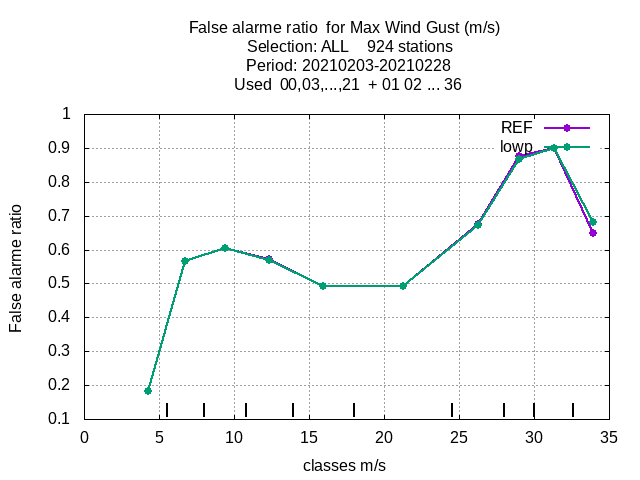 False alarme ratio  for Max Wind Gust (m/s)
Selection: ALL    924 stations
Period: 20210203-20210228
Used  00,03,...,21  + 01 02 ... 36
REF
lowp
False alarme ratio
1
0.9
0.8
0.7
0.6
0.5
0.4
0.3
0.2
0.1
0 5 10 15 20 25 30 35
classes m/s